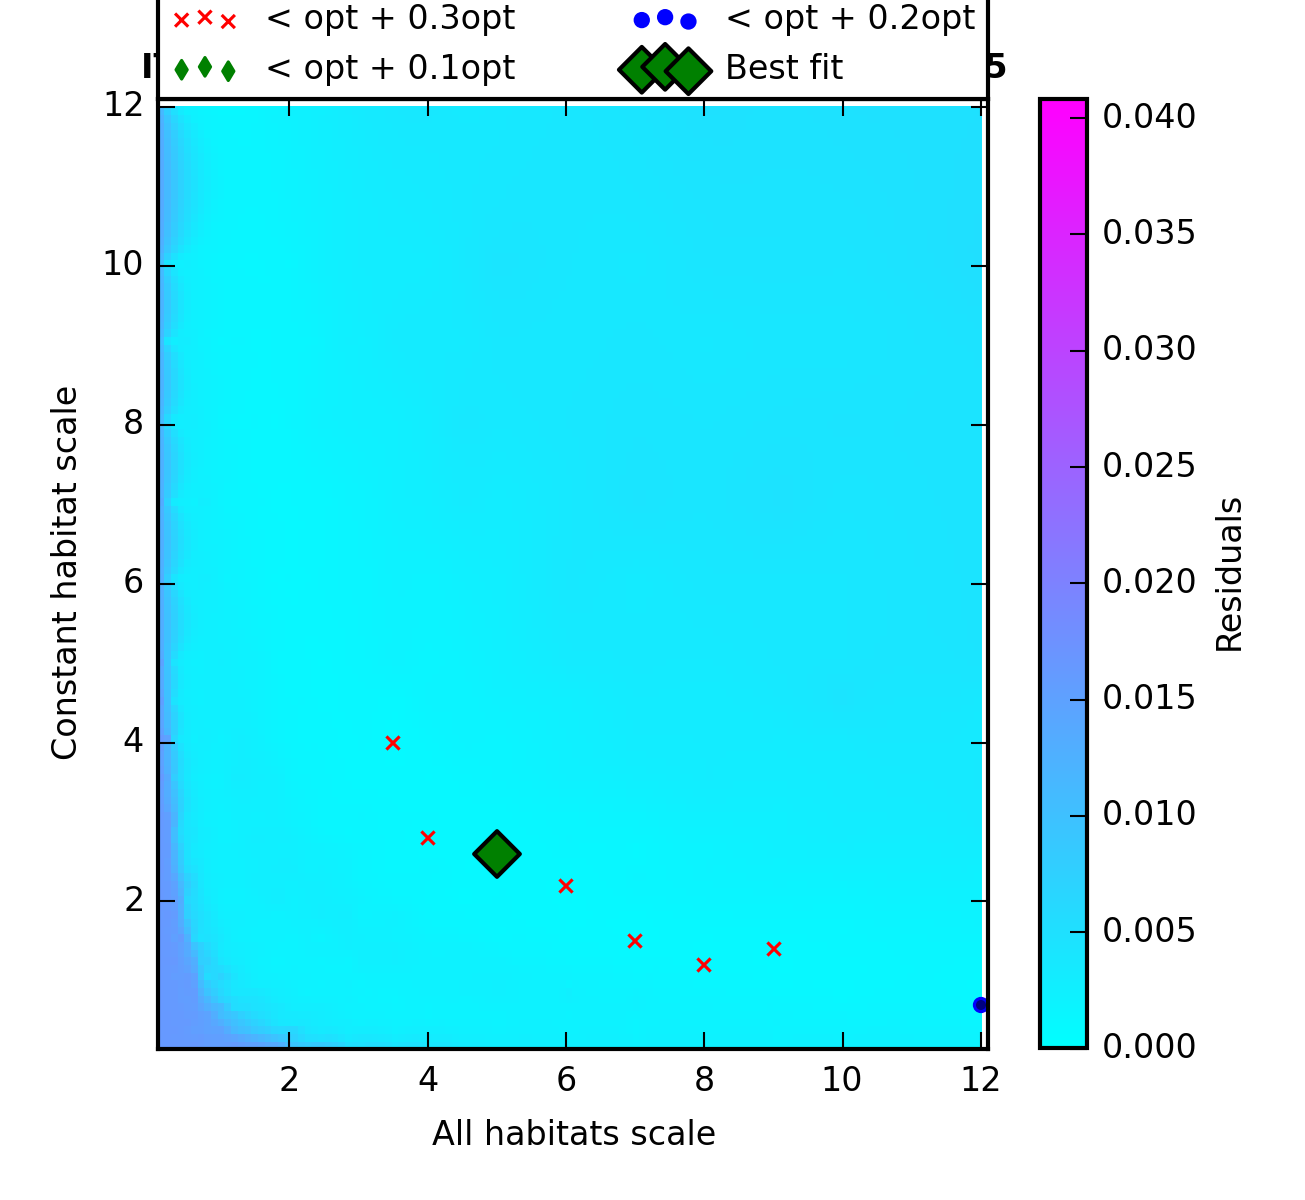 < opt + 0.3opt < opt + 0.2opt
< opt + 0.1opt Best fit
5
12
10
8
6
4
2
Constant habitat scale
2 4 6 8 10 12
All habitats scale
0.040
0.035
0.030
0.025
0.020
0.015
0.010
0.005
0.000
Residuals